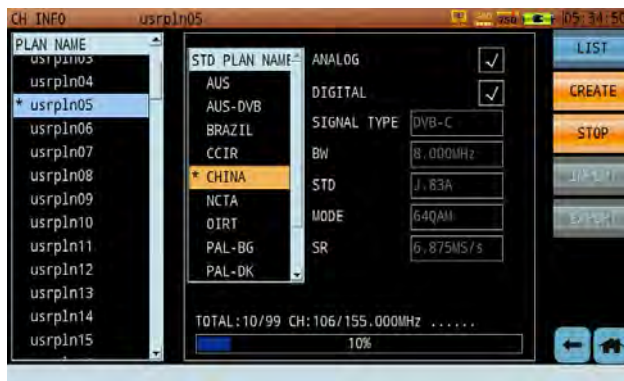 CH INFO usrpln05 75Ω 05:34:50
PLAN NAME
usrpln03
usrpln04
* usrpln05
usrpln06
usrpln07
usrpln08
usrpln09
usrpln10
usrpln11
usrpln12
usrpln13
usrpln14
usrpln15
STD PLAN NAME
AUS
AUS-DVB
BRAZIL
CCIR
* CHINA
NCTA
OIRT
PAL-BG
PAL-DK
ANALOG
DIGITAL
SIGNAL TYPE DVB-C
BW 8.000MHz
STD J.83A
MODE 64QAM
SR 6.875MS/s
TOTAL:10/99 CH:106/155.000MHz ......
10%
LIST
CREATE
STOP
EXPORT